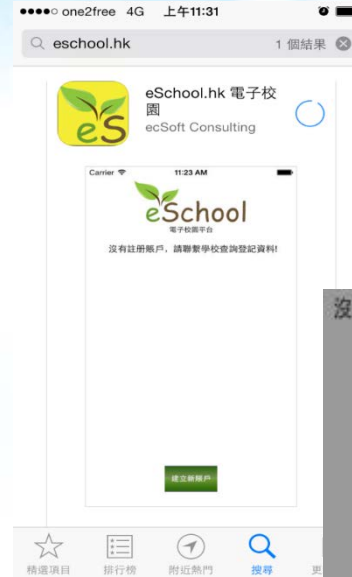 one2free 4G 上午11:31
eschool.hk 1 個結果
eSchool.hk 電子校
園
ecSoft Consulting
eS
Carrier 11:23 AM
eSchool
電子校園平台
沒有註册賬戶，請聯繫學校查詢登記資料!
沒
建立新賬戶
精選項目 排行榜 附近熱門 搜尋 更